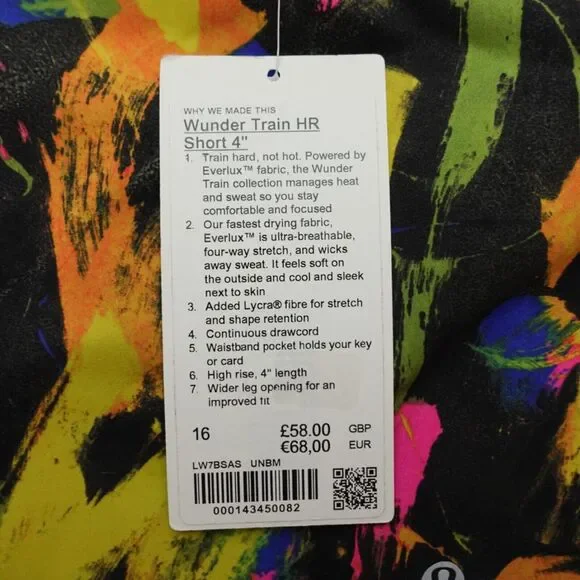 WHY WE MADE THIS
Wunder Train HR
Short 4"
1. Train hard, not hot. Powered by
Everlux™ fabric, the Wunder
Train collection manages heat
and sweat so you stay
comfortable and focused
2. Our fastest drying fabric,
Everlux™ is ultra-breathable,
four-way stretch, and wicks
away sweat. It feels soft on
the outside and cool and sleek
next to skin
3. Added Lycra® fibre for stretch
and shape retention
4. Continuous drawcord
5. Waistband pocket holds your key
or card
6. High rise, 4" length
7. Wider leg opening for an
improved fit
16 £58.00 GBP
€68,00 EUR
LW7BSAS UNBM
000143450082